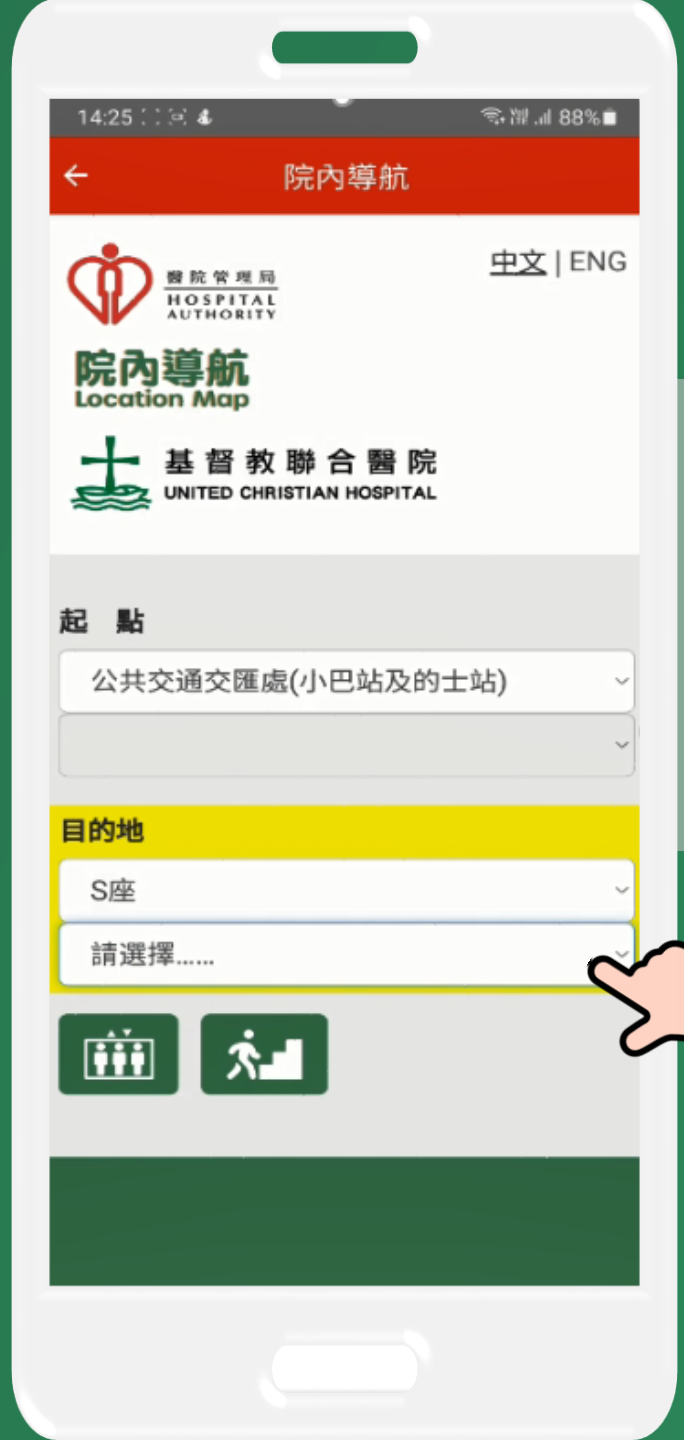 14:25
88%
院內導航
中文 | ENG
醫院管理局
HOSPITAL
AUTHORITY
院內導航
Location Map
基督教聯合醫院
UNITED CHRISTIAN HOSPITAL
起 點
公共交通交匯處(小巴站及的士站)
目的地
S座
請選擇......